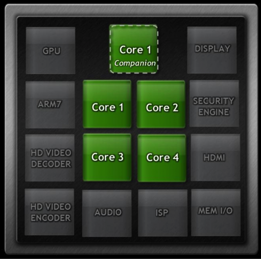 GPU
Core 1
Companion
DISPLAY
ARM7
Core 1
Core 2
SECURITY
ENGINE
HD VIDEO
DECODER
Core 3
Core 4
HDMI
HD VIDEO
ENCODER
AUDIO
ISP
MEM I/O